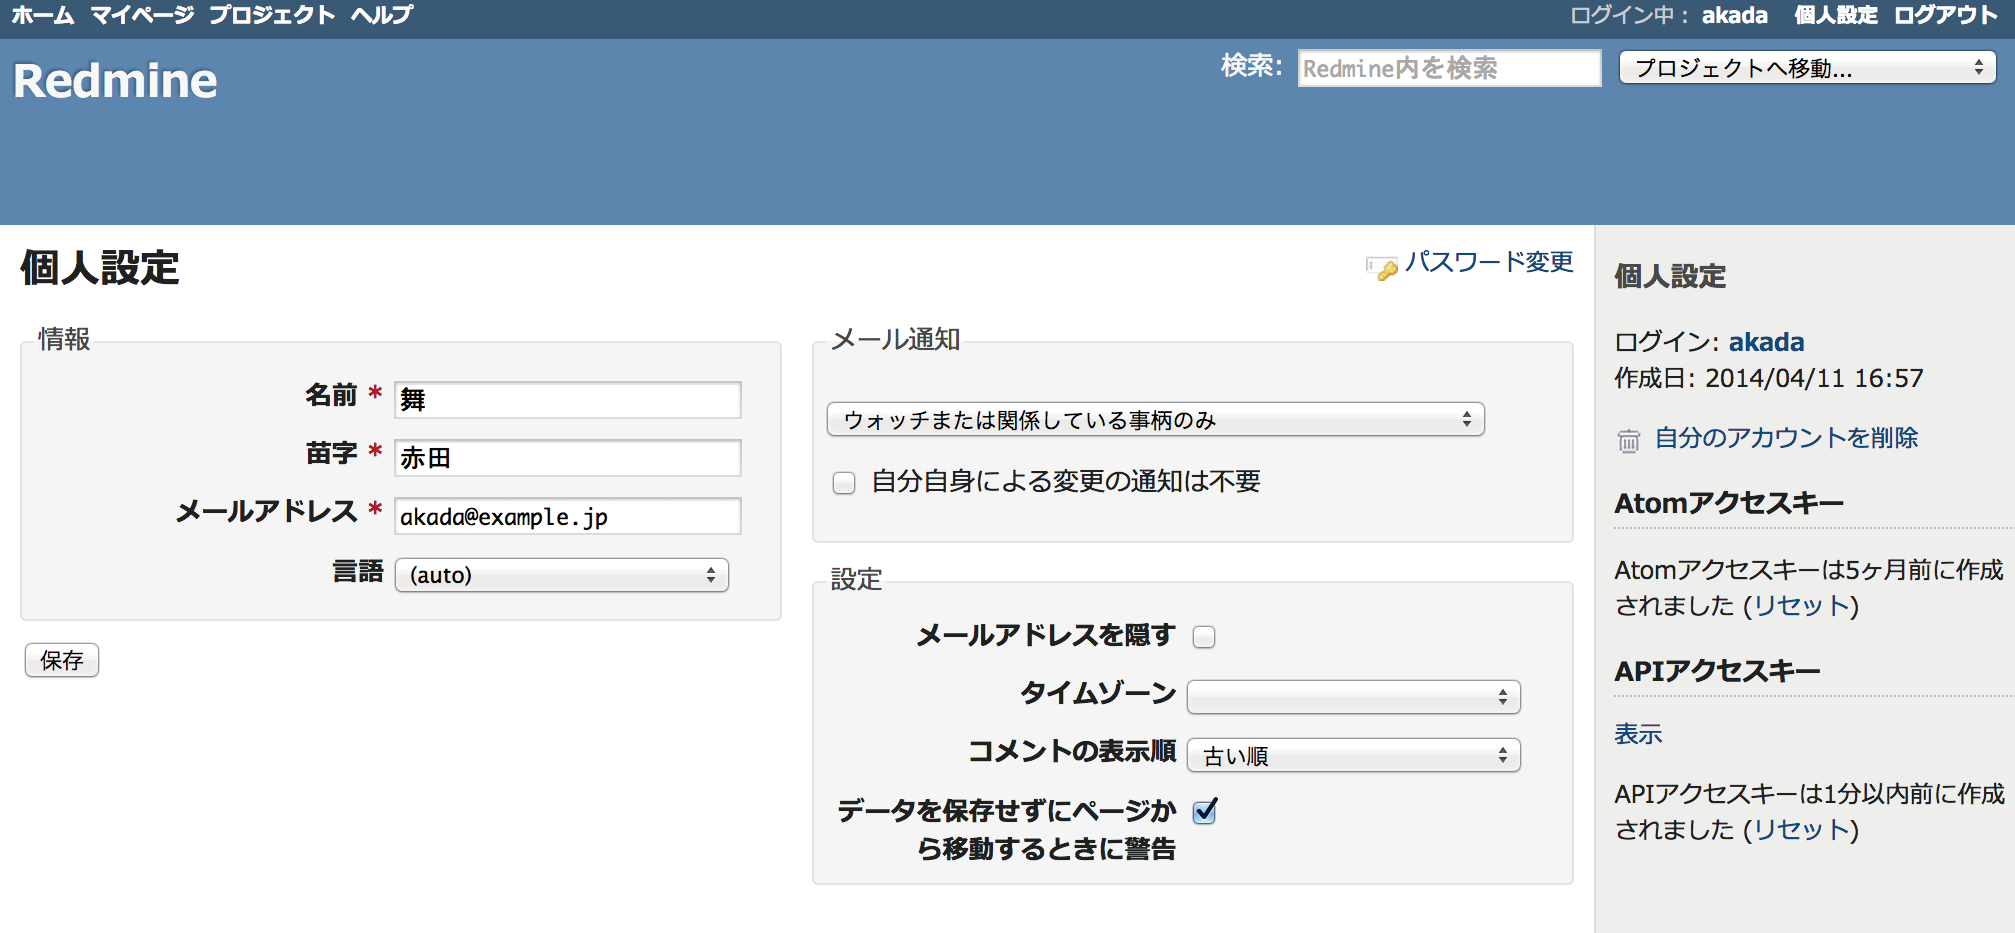 ホーム マイページ プロジェクト ヘルプ
ログイン中： akada 個人設定 ログアウト
Redmine
検索: Redmine内を検索 プロジェクトへ移動...
個人設定
パスワード変更
情報
名前 * 舞
苗字 * 赤田
メールアドレス * akada@example.jp
言語 (auto)
保存
メール通知
ウォッチまたは関係している事柄のみ
自分自身による変更の通知は不要
設定
メールアドレスを隠す
タイムゾーン
コメントの表示順 古い順
データを保存せずにページか
ら移動するときに警告
個人設定
ログイン: akada
作成日: 2014/04/11 16:57
自分のアカウントを削除
Atomアクセスキー
Atomアクセスキーは5ヶ月前に作成
されました (リセット)
APIアクセスキー
表示
APIアクセスキーは1分以内前に作成
されました (リセット)